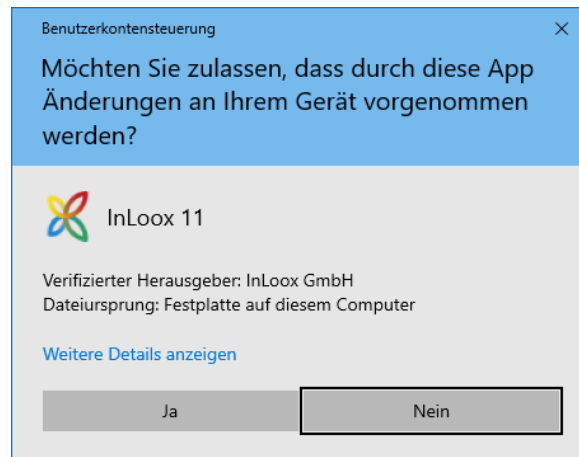 Benutzerkontensteuerung
Möchten Sie zulassen, dass durch diese App
Änderungen an Ihrem Gerät vorgenommen
werden?
InLoox 11
Verifizierter Herausgeber: InLoox GmbH
Dateiursprung: Festplatte auf diesem Computer
Weitere Details anzeigen
Ja
Nein